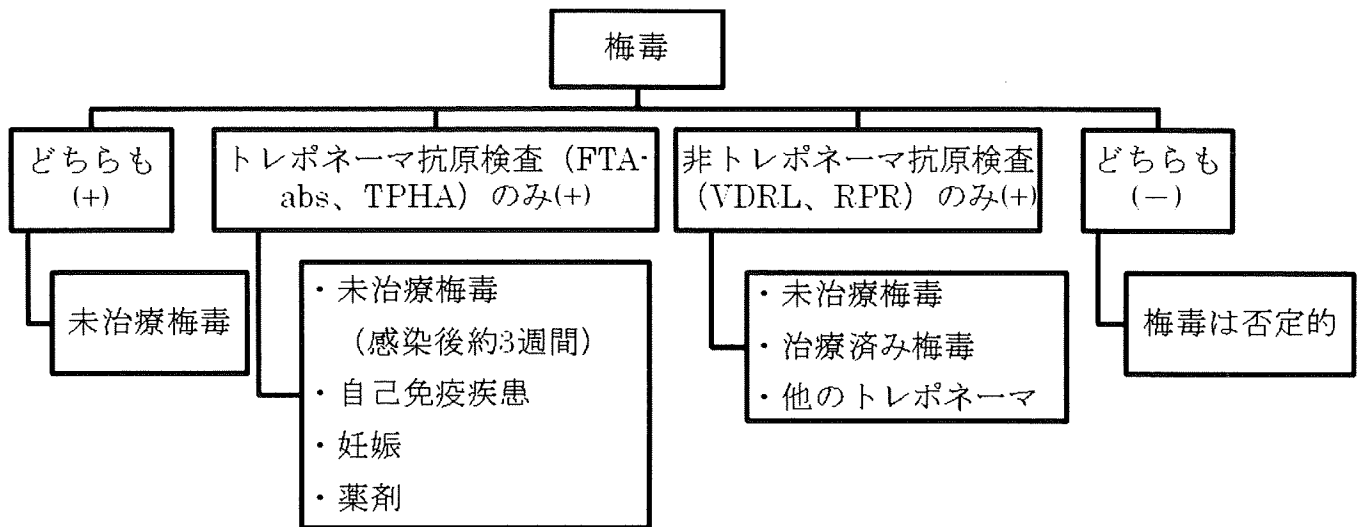 梅毒
どちらも
(+)
トレポネーマ抗原検査（FTA-
abs、TPHA）のみ(+)
非トレポネーマ抗原検査
（VDRL、RPR）のみ(+)
どちらも
(－)
未治療梅毒
・未治療梅毒
（感染後約3週間）
・自己免疫疾患
・妊娠
・薬剤
・未治療梅毒
・治療済み梅毒
・他のトレポネーマ
梅毒は否定的